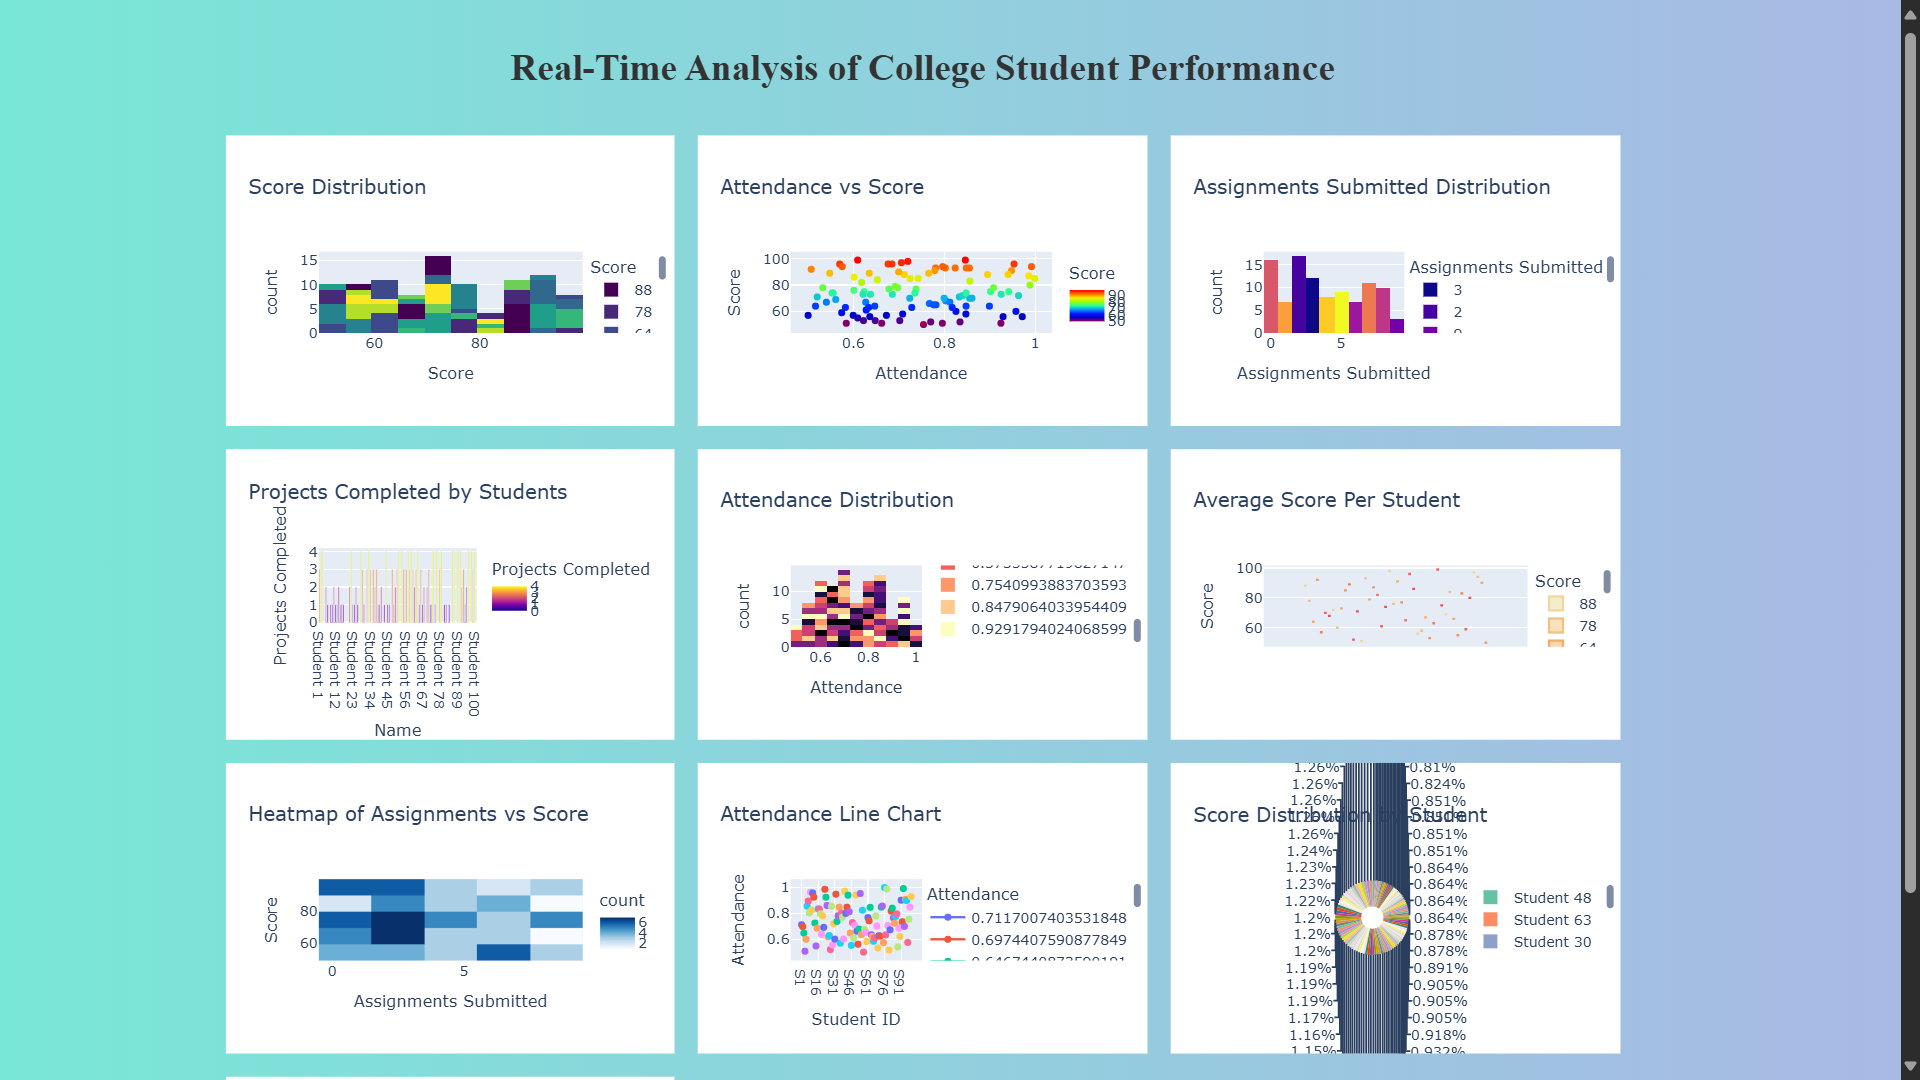 Real-Time Analysis of College Student Performance
Score Distribution
15
10
5
0
count
60
80
Score
Score
88
78
64
Attendance vs Score
100
80
60
Score
0.6
0.8
1
Attendance
Score
90
80
70
60
50
Assignments Submitted Distribution
15
10
5
0
count
0
5
Assignments Submitted
Assignments Submitted
3
2
Projects Completed by Students
4
3
2
1
0
Projects Completed
Student 1
Student 12
Student 23
Student 34
Student 45
Student 56
Student 67
Student 78
Student 89
Student 100
Name
Projects Completed
4
3
2
1
0
Attendance Distribution
10
5
0
count
0.6
0.8
1
Attendance
0.7540993883703593
0.8479064033954409
0.9291794024068599
Average Score Per Student
100
80
60
Score
Score
88
78
64
Heatmap of Assignments vs Score
80
60
Score
0
5
Assignments Submitted
count
6
4
2
Attendance Line Chart
1
0.8
0.6
Attendance
S1
S16
S31
S46
S61
S76
S91
Student ID
Attendance
0.7117007403531848
0.6974407590877849
Score Distribution by Student
1.26%
1.26%
1.26%
1.26%
1.26%
1.24%
1.23%
1.23%
1.22%
1.2%
1.2%
1.2%
1.19%
1.19%
1.19%
1.17%
1.16%
1.15%
0.81%
0.824%
0.851%
0.851%
0.851%
0.851%
0.864%
0.864%
0.864%
0.864%
0.878%
0.878%
0.891%
0.905%
0.905%
0.905%
0.918%
0.932%
Student 48
Student 63
Student 30